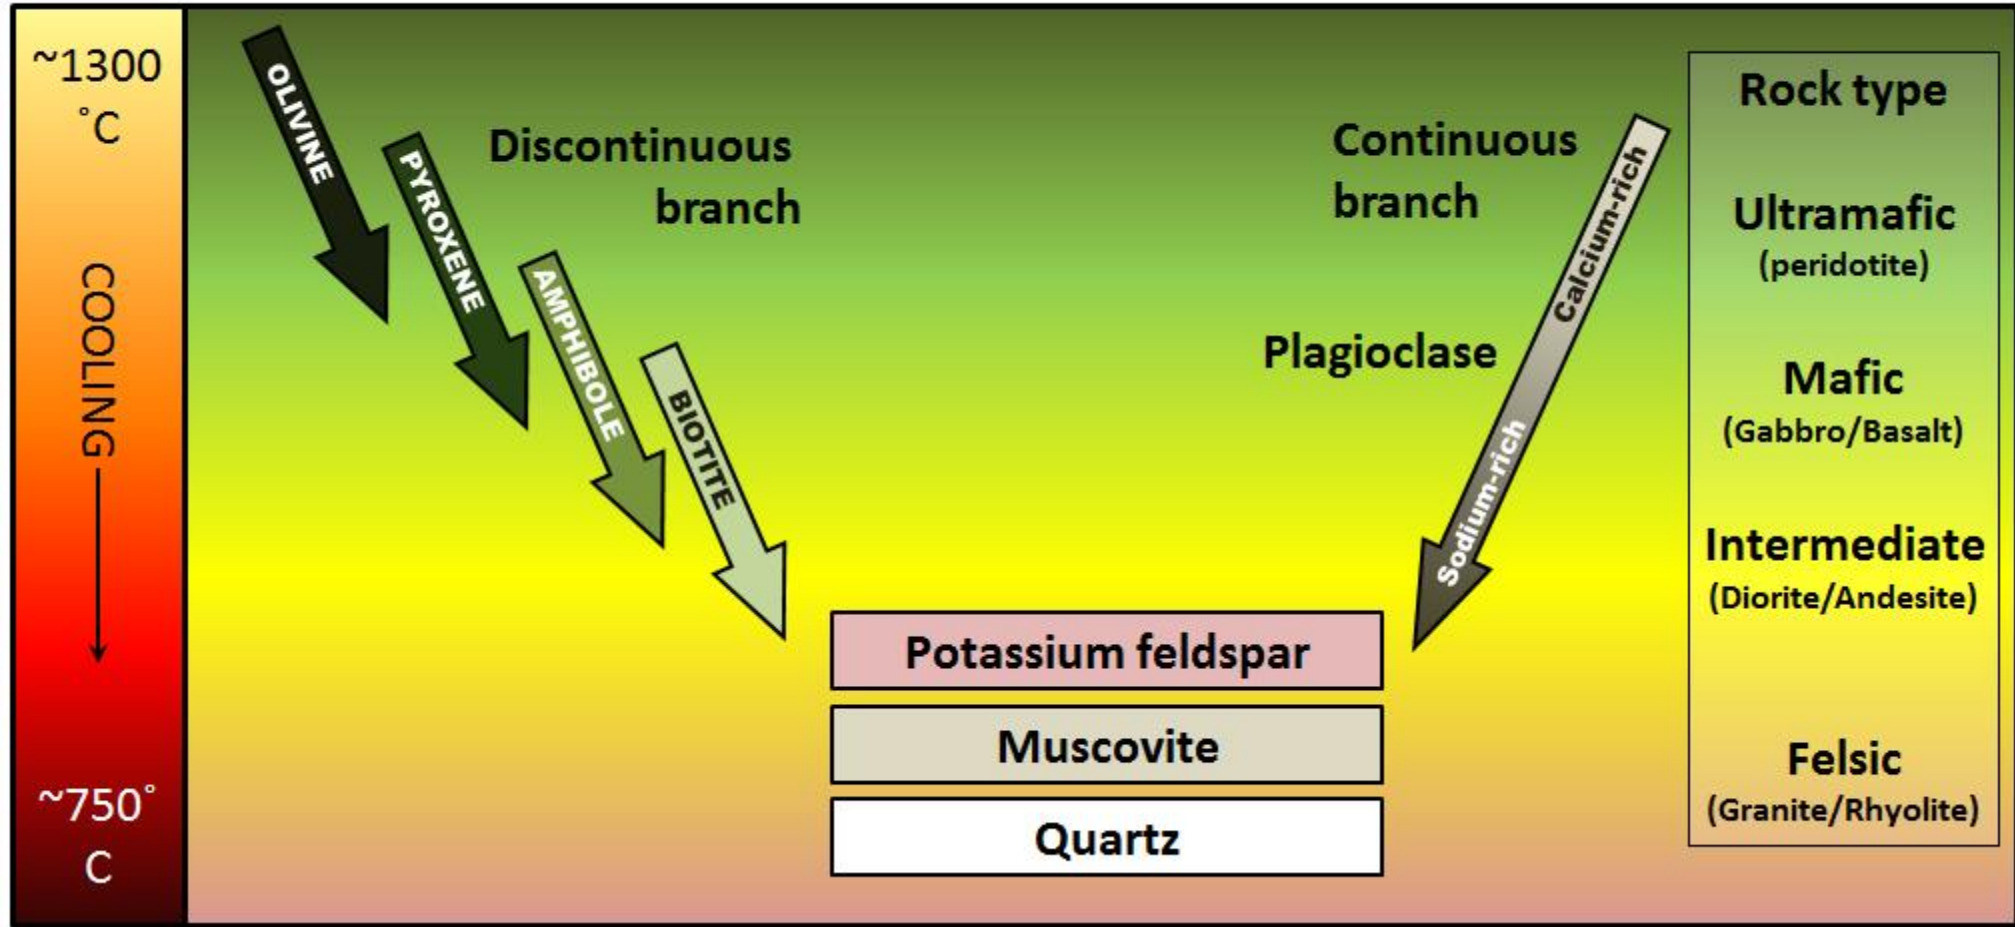 ~1300
˚C
COOLING
~750˚
C
OLIVINE
PYROXENE
AMPHIBOLE
BIOTITE
Discontinuous
branch
Continuous
branch
Calcium-rich
Sodium-rich
Plagioclase
Potassium feldspar
Muscovite
Quartz
Rock type
Ultramafic
(peridotite)
Mafic
(Gabbro/Basalt)
Intermediate
(Diorite/Andesite)
Felsic
(Granite/Rhyolite)